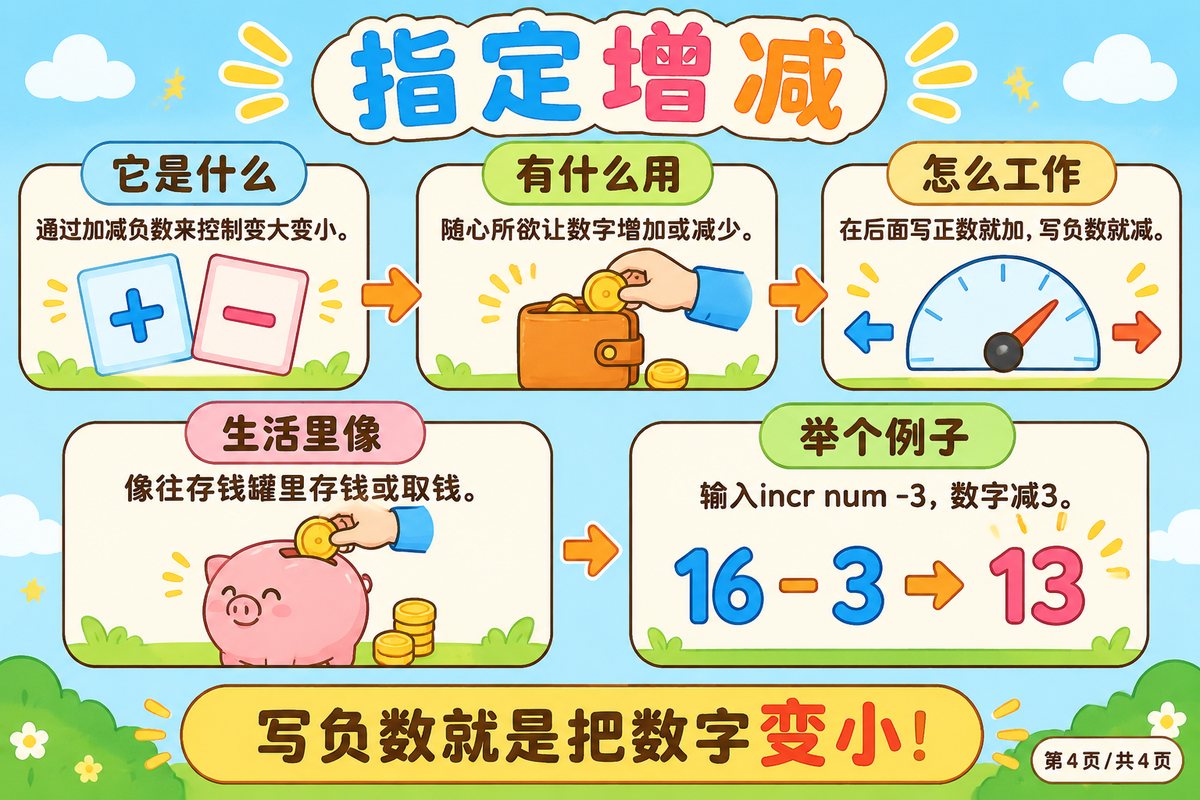 指定增减
它是什么
通过加减负数来控制变大变小。
+ −
有什么用
随心所欲让数字增加或减少。
怎么工作
在后面写正数就加，写负数就减。
生活里像
像往存钱罐里存钱或取钱。
举个例子
输入incr num -3，数字减3。
16 - 3 → 13
写负数就是把数字变小！
第4页/共4页